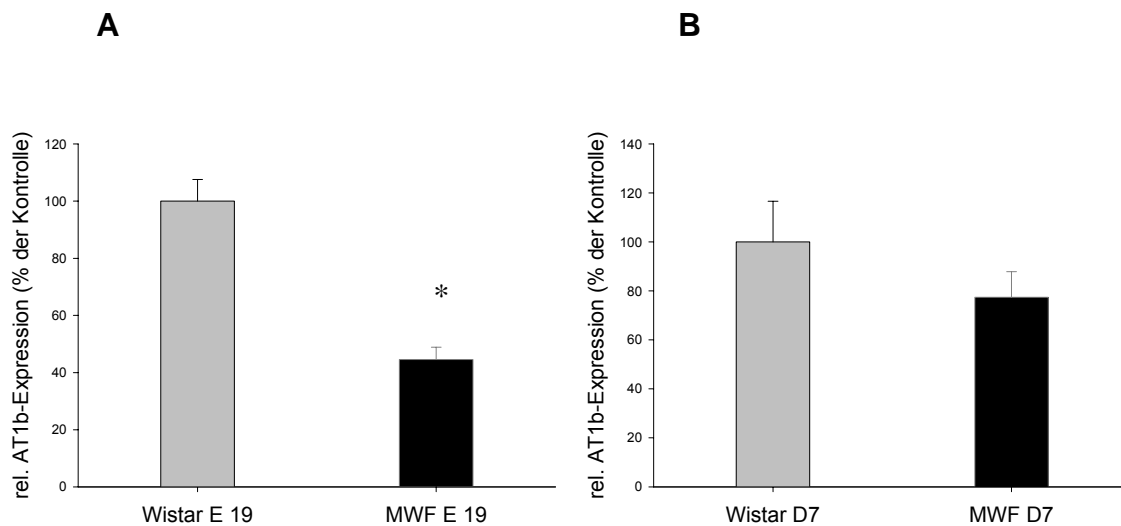 A
rel. AT1b-Expression (% der Kontrolle)
120
100
80
60
40
20
0
*
Wistar E 19 MWF E 19
B
rel. AT1b-Expression (% der Kontrolle)
140
120
100
80
60
40
20
0
Wistar D7 MWF D7